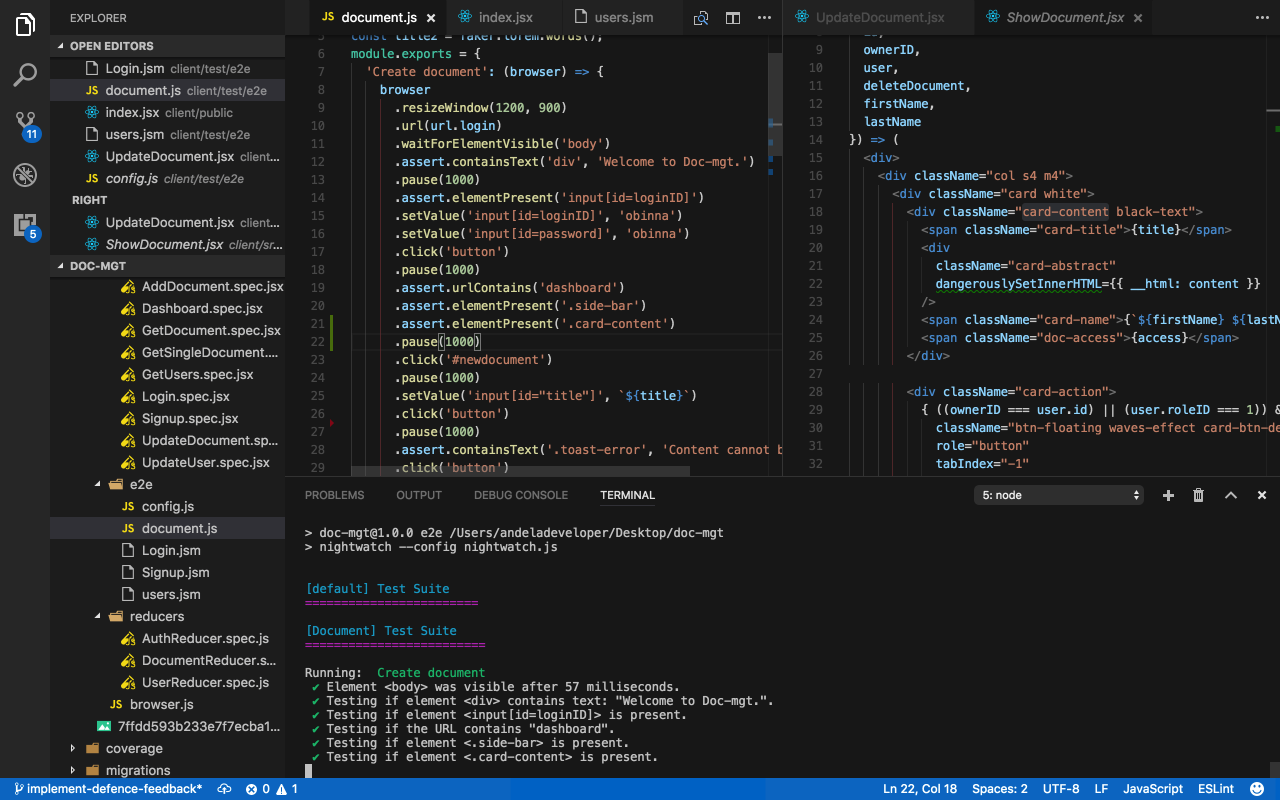 EXPLORER
OPEN EDITORS
Login.jsm client/test/e2e
JS document.js client/test/e2e
index.jsx client/public
users.jsm client/test/e2e
UpdateDocument.jsx client...
JS config.js client/test/e2e
RIGHT
UpdateDocument.jsx client...
ShowDocument.jsx client/sr...
DOC-MGT
AddDocument.spec.jsx
Dashboard.spec.jsx
GetDocument.spec.jsx
GetSingleDocument....
GetUsers.spec.jsx
Login.spec.jsx
Signup.spec.jsx
UpdateDocument.sp...
UpdateUser.spec.jsx
e2e
JS config.js
JS document.js
Login.jsm
Signup.jsm
users.jsm
reducers
AuthReducer.spec.js
DocumentReducer.s...
UserReducer.spec.js
JS browser.js
7ffdd593b233e7f7ecba1...
coverage
migrations
11
5
JS document.js
index.jsx
users.jsm
5 const title2 = faker.lorem.words();
6 module.exports = {
7 'Create document': (browser) => {
8 browser
9 .resizeWindow(1200, 900)
10 .url(url.login)
11 .waitForElementVisible('body')
12 .assert.containsText('div', 'Welcome to Doc-mgt.')
13 .pause(1000)
14 .assert.elementPresent('input[id=loginID]')
15 .setValue('input[id=loginID]', 'obinna')
16 .setValue('input[id=password]', 'obinna')
17 .click('button')
18 .pause(1000)
19 .assert.urlContains('dashboard')
20 .assert.elementPresent('.side-bar')
21 .assert.elementPresent('.card-content')
22 .pause(1000)
23 .click('#newdocument')
24 .pause(1000)
25 .setValue('input[id="title"]', `${title}`)
26 .click('button')
27 .pause(1000)
28 .assert.containsText('.toast-error', 'Content cannot b
29 .click('button')
UpdateDocument.jsx
ShowDocument.jsx
9 ownerID,
10 user,
11 deleteDocument,
12 firstName,
13 lastName
14 }) => (
15 <div>
16 <div className="col s4 m4">
17 <div className="card white">
18 <div className="card-content black-text">
19 <span className="card-title">{title}</span>
20 <div
21 className="card-abstract"
22 dangerouslySetInnerHTML={{ __html: content }}
23 />
24 <span className="card-name">{`${firstName} ${lastN
25 <span className="doc-access">{access}</span>
26 </div>
27
28 <div className="card-action">
29 { ((ownerID === user.id) || (user.roleID === 1)) &
30 className="btn-floating waves-effect card-btn-de
31 role="button"
32 tabIndex="-1"
PROBLEMS OUTPUT DEBUG CONSOLE TERMINAL
5: node
> doc-mgt@1.0.0 e2e /Users/andeladeveloper/Desktop/doc-mgt
> nightwatch --config nightwatch.js
[default] Test Suite
========================
[Document] Test Suite
=========================
Running: Create document
✔ Element <body> was visible after 57 milliseconds.
✔ Testing if element <div> contains text: "Welcome to Doc-mgt.".
✔ Testing if element <input[id=loginID]> is present.
✔ Testing if the URL contains "dashboard".
✔ Testing if element <.side-bar> is present.
✔ Testing if element <.card-content> is present.
implement-defence-feedback* 0 1 Ln 22, Col 18 Spaces: 2 UTF-8 LF JavaScript ESLint